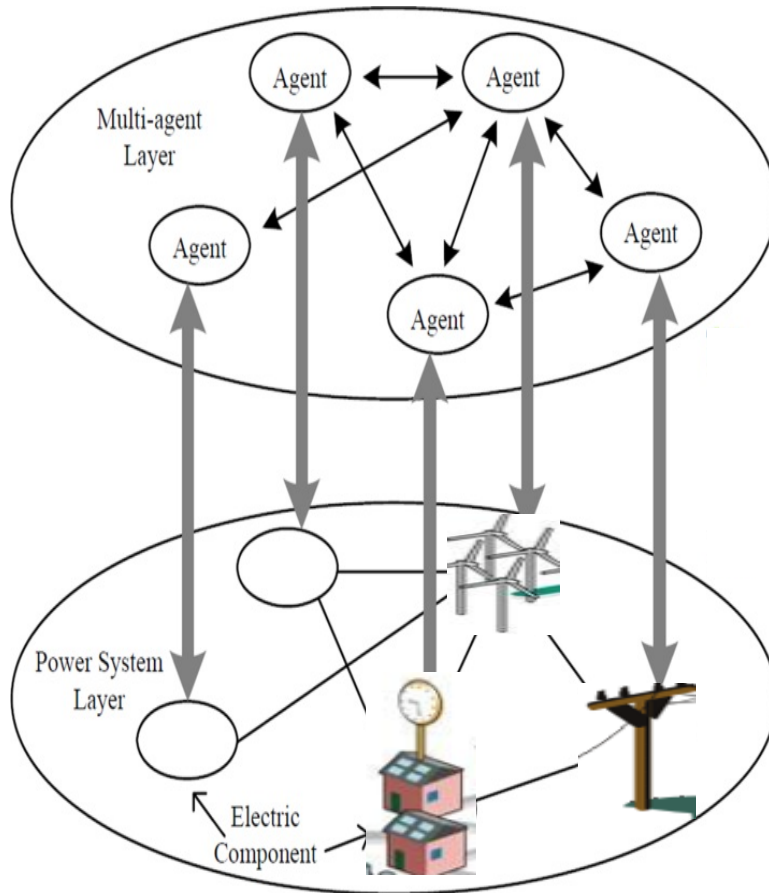 Agent
Agent
Multi-agent
Layer
Agent
Agent
Agent
Power System
Layer
Electric
Component